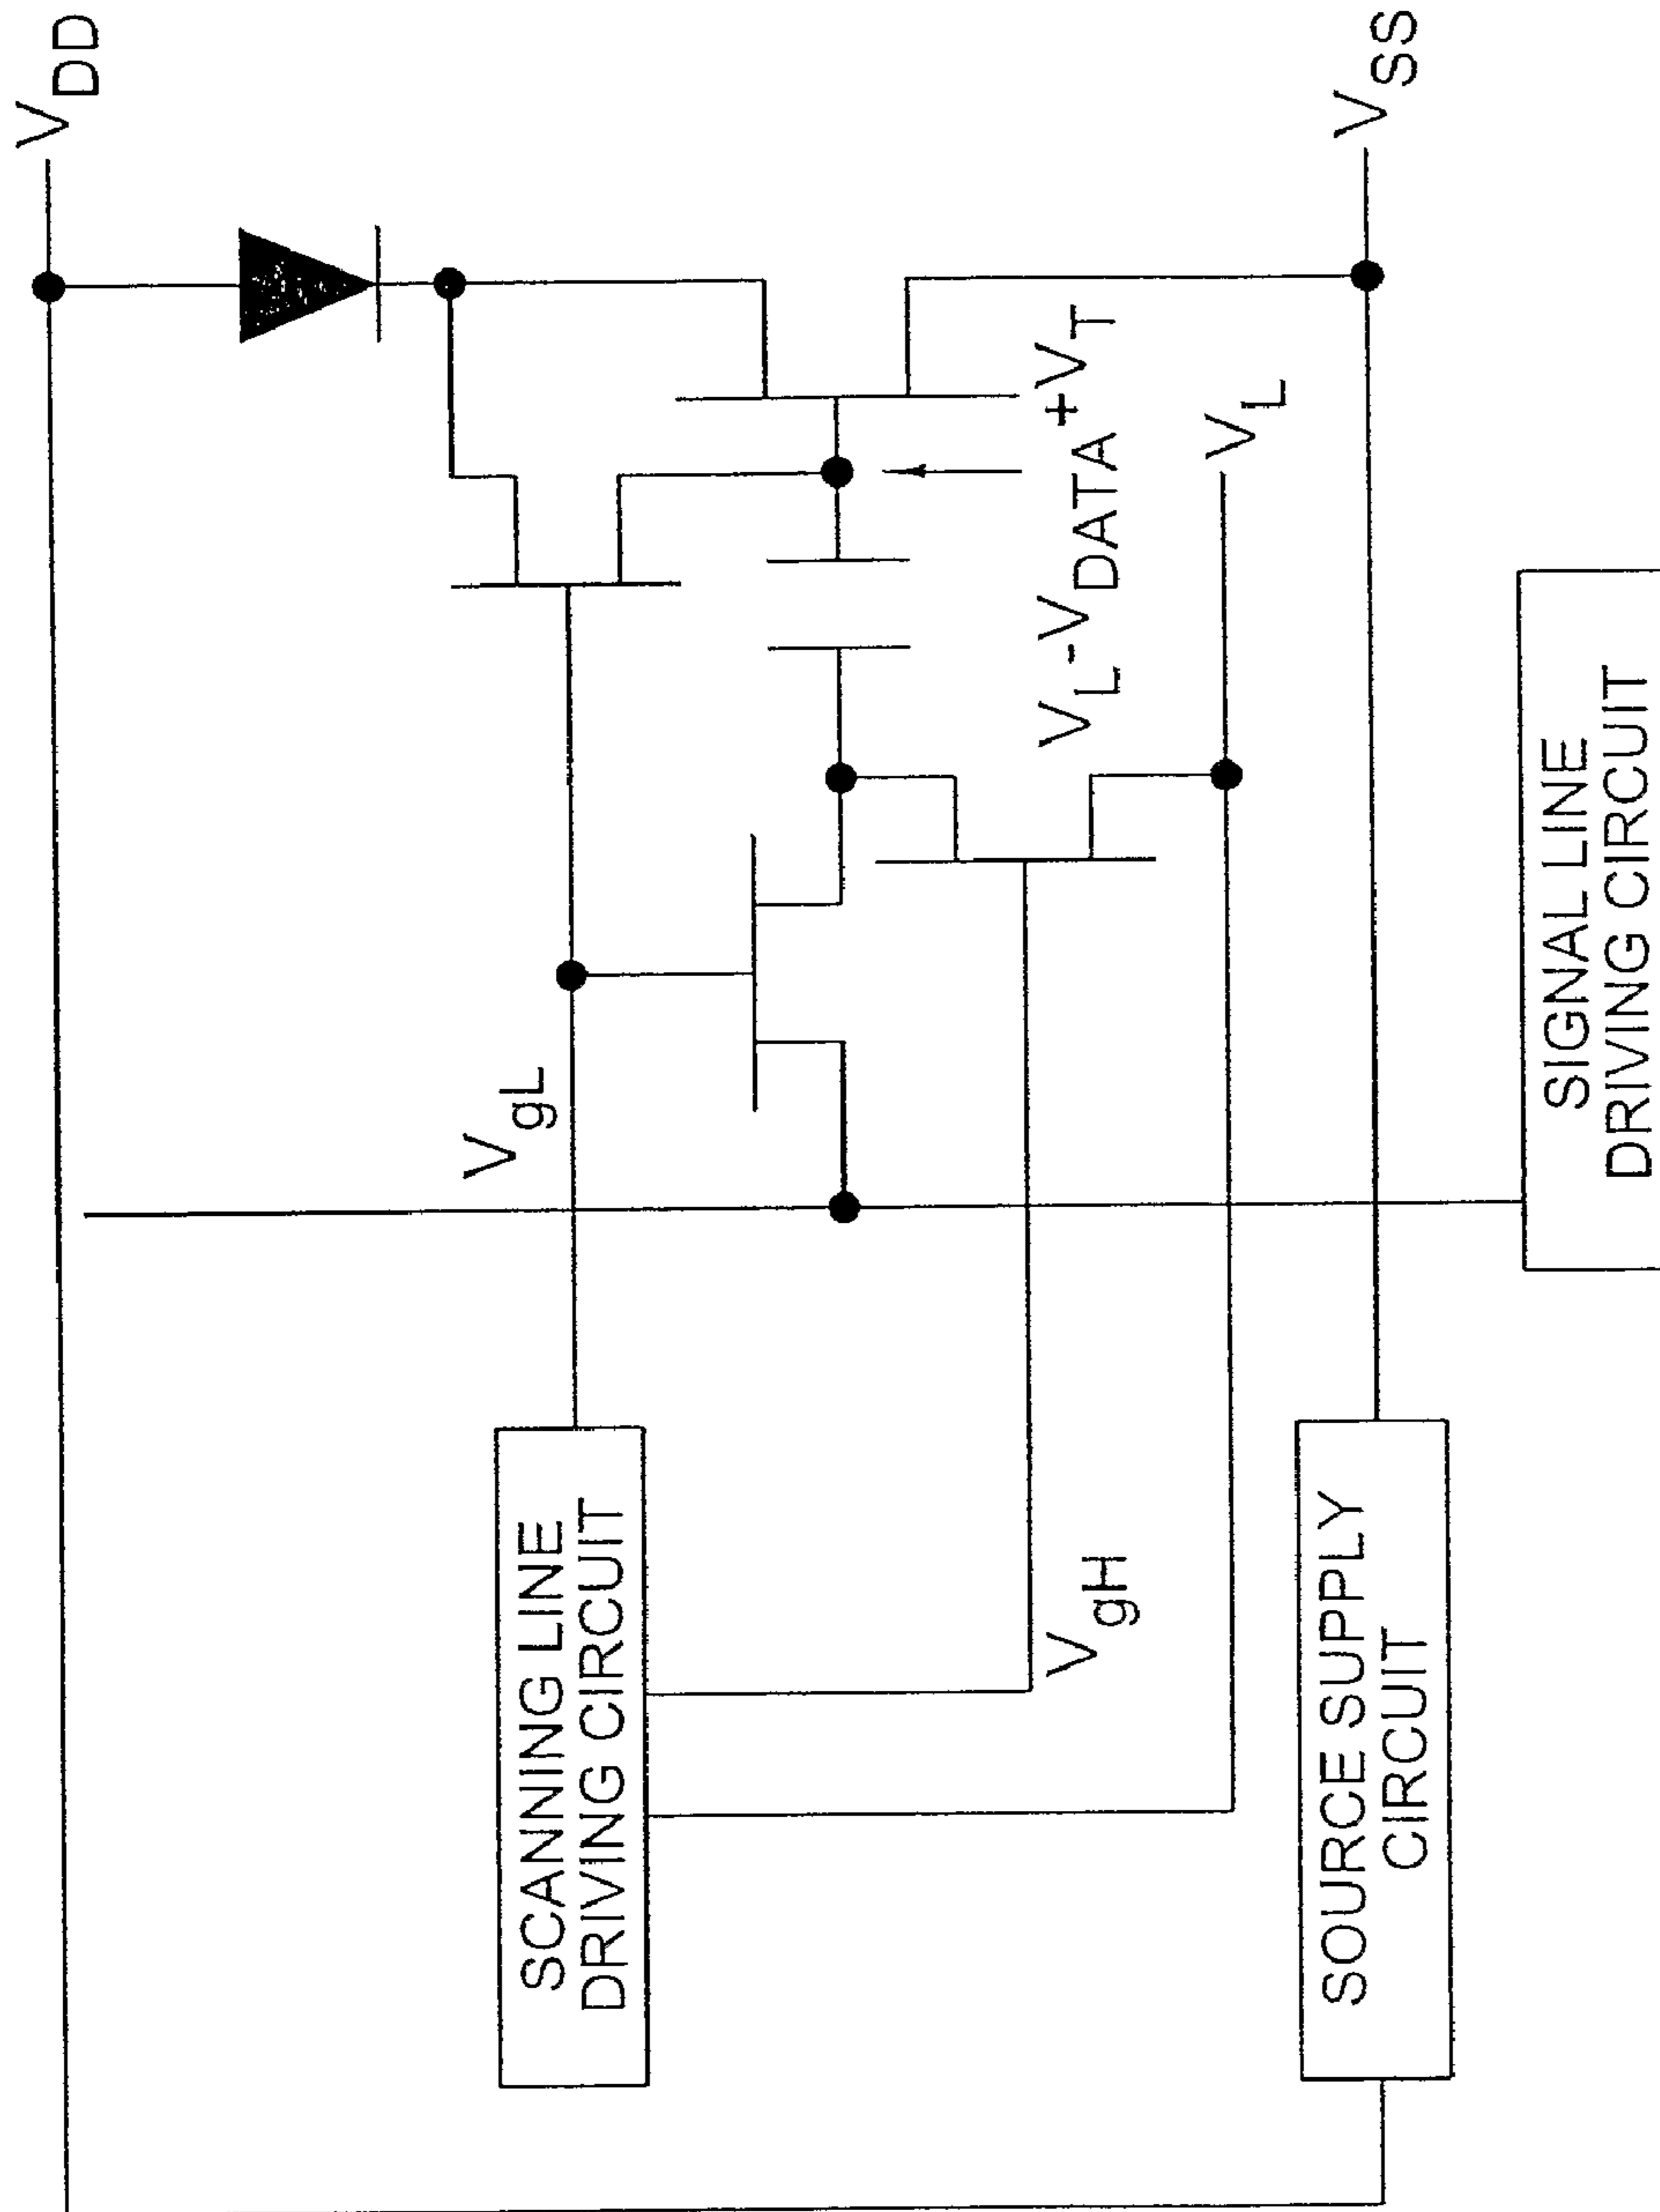 V_DD
V_gL
SCANNING LINE
DRIVING CIRCUIT
V_L-V_DATA+V_T
V_gH
V_L
SOURCE SUPPLY
CIRCUIT
V_SS
SIGNAL LINE
DRIVING CIRCUIT